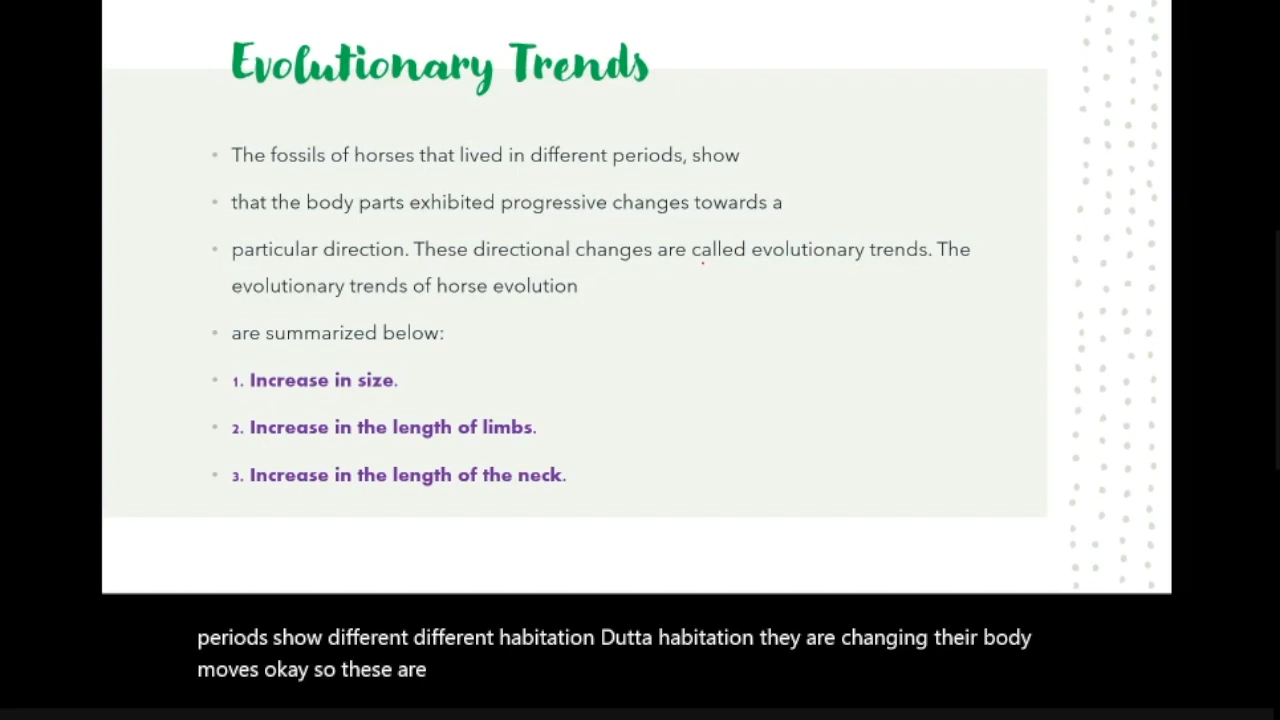 Evolutionary Trends
• The fossils of horses that lived in different periods, show
• that the body parts exhibited progressive changes towards a
• particular direction. These directional changes are called evolutionary trends. The
evolutionary trends of horse evolution
• are summarized below:
• 1. Increase in size.
• 2. Increase in the length of limbs.
• 3. Increase in the length of the neck.
periods show different different habitation Dutta habitation they are changing their body
moves okay so these are